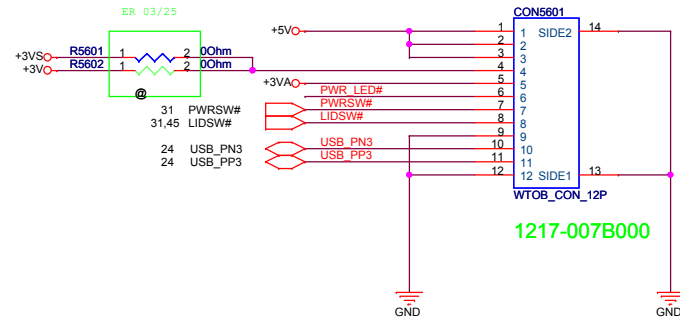 ER 03/25
CON5601
+5V
1 1 SIDE2 14
2 2
3 3
+3VS R5601 1 2 0Ohm
+3V R5602 1 2 0Ohm
4 4
+3VA 5 5
@
PWR_LED# 6 6
31 PWRSW# PWRSW# 7 7
31,45 LIDSW# LIDSW# 8 8
9 9
24 USB_PN3 USB_PN3 10 10
24 USB_PP3 USB_PP3 11 11
12 12 SIDE1 13
WTOB_CON_12P
1217-007B000
GND
GND